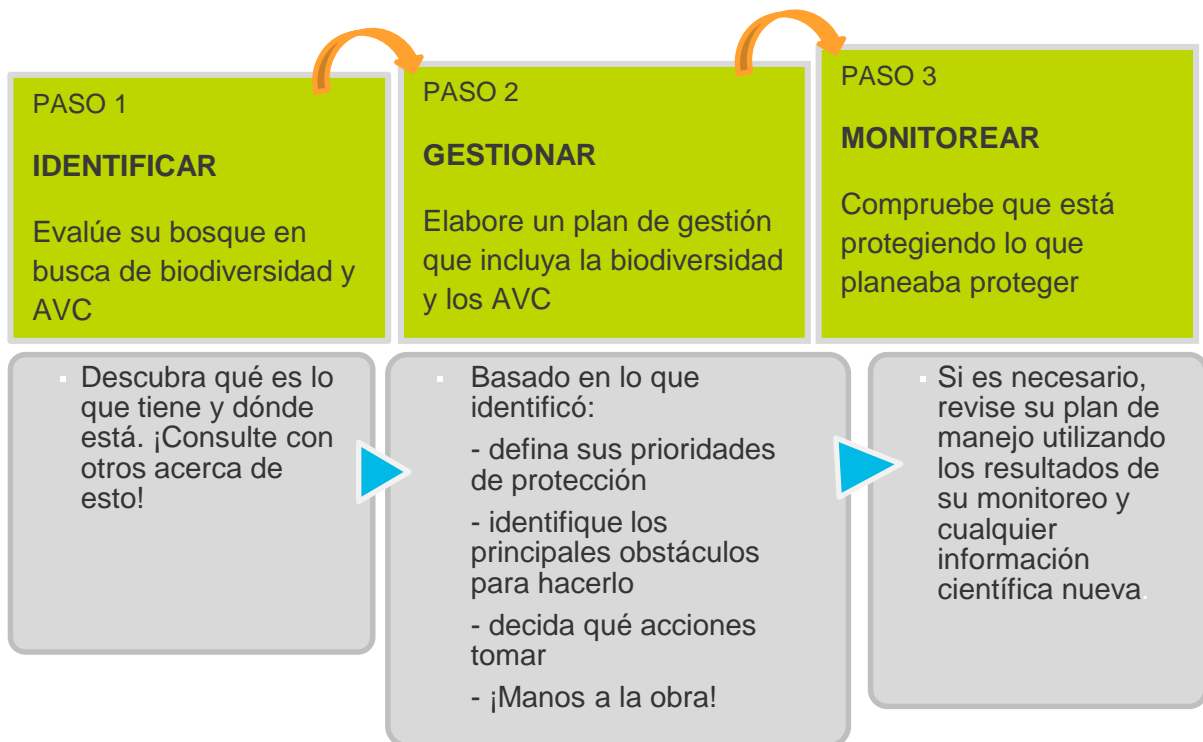 PASO 1
IDENTIFICAR
Evalúe su bosque en
busca de biodiversidad y
AVC
Descubra qué es lo
que tiene y dónde
está. ¡Consulte con
otros acerca de
esto!
PASO 2
GESTIONAR
Elabore un plan de gestión
que incluya la biodiversidad
y los AVC
Basado en lo que
identificó:
- defina sus prioridades
de protección
- identifique los
principales obstáculos
para hacerlo
- decida qué acciones
tomar
- ¡Manos a la obra!
PASO 3
MONITOREAR
Compruebe que está
protegiendo lo que
planeaba proteger
Si es necesario,
revise su plan de
manejo utilizando
los resultados de
su monitoreo y
cualquier
información
científica nueva.